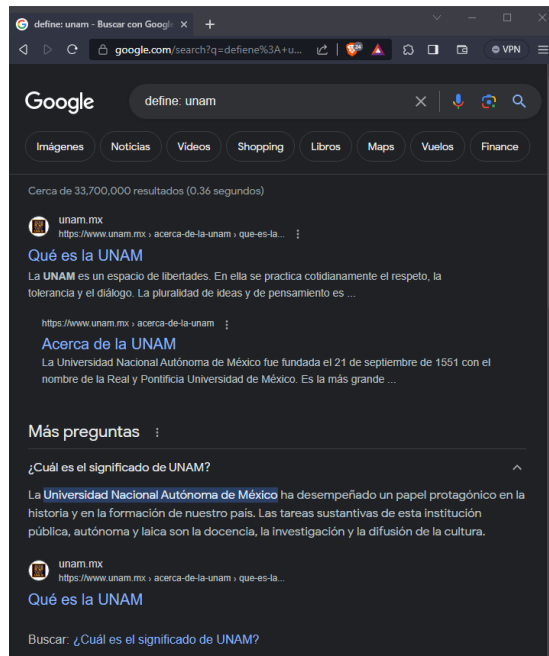 define: unam - Buscar con Googl
google.com/search?q=defiene%3A+u...
VPN
Google
define: unam
Imágenes
Noticias
Vídeos
Shopping
Libros
Maps
Vuelos
Finance
Cerca de 33,700,000 resultados (0.36 segundos)
unam.mx
https://www.unam.mx › acerca-de-la-unam › que-es-la...
Qué es la UNAM
La UNAM es un espacio de libertades. En ella se practica cotidianamente el respeto, la
tolerancia y el diálogo. La pluralidad de ideas y de pensamiento es ...
https://www.unam.mx › acerca-de-la-unam
Acerca de la UNAM
La Universidad Nacional Autónoma de México fue fundada el 21 de septiembre de 1551 con el
nombre de la Real y Pontificia Universidad de México. Es la más grande ...
Más preguntas
¿Cuál es el significado de UNAM?
La Universidad Nacional Autónoma de México ha desempeñado un papel protagónico en la
historia y en la formación de nuestro país. Las tareas sustantivas de esta institución
pública, autónoma y laica son la docencia, la investigación y la difusión de la cultura.
unam.mx
https://www.unam.mx › acerca-de-la-unam › que-es-la...
Qué es la UNAM
Buscar: ¿Cuál es el significado de UNAM?